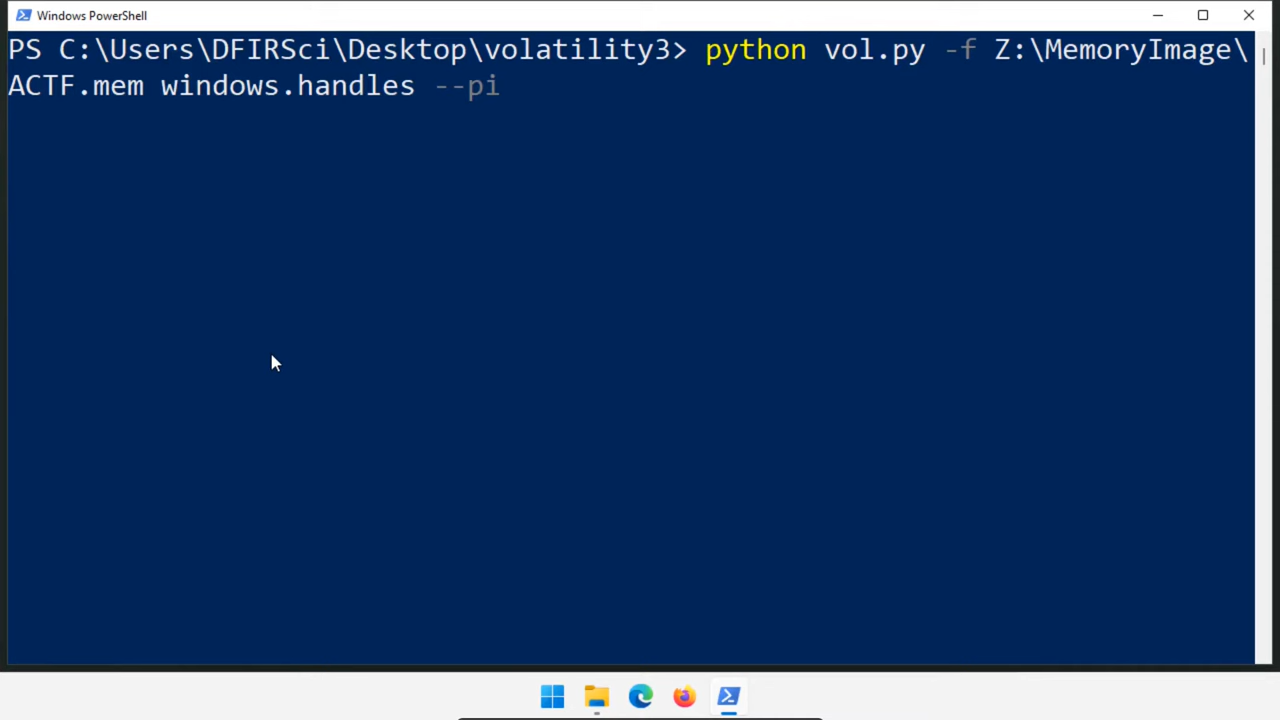 Windows PowerShell
PS C:\Users\DFIRSci\Desktop\volatility3> python vol.py -f Z:\MemoryImage\
ACTF.mem windows.handles --pi